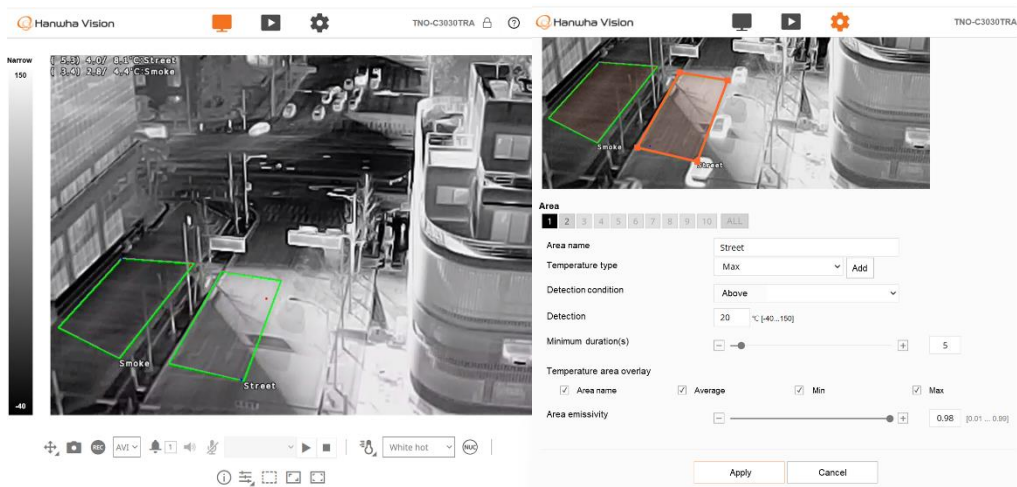 Hanwha Vision
TNO-C3030TRA
Narrow
150
-40
( 5.3) 4.0/ 8.1℃:Street
( 3.4) 2.8/ 4.4℃:Smoke
Smoke
Street
REC
AVI
1
White hot
NUC
Hanwha Vision
TNO-C3030TRA
Smoke
Street
Area
1 2 3 4 5 6 7 8 9 10 ALL
Area name Street
Temperature type Max Add
Detection condition Above
Detection 20 ℃ [-40...150]
Minimum duration(s) 5
Temperature area overlay
Area name Average Min Max
Area emissivity 0.98 [0.01 ... 0.99]
Apply Cancel